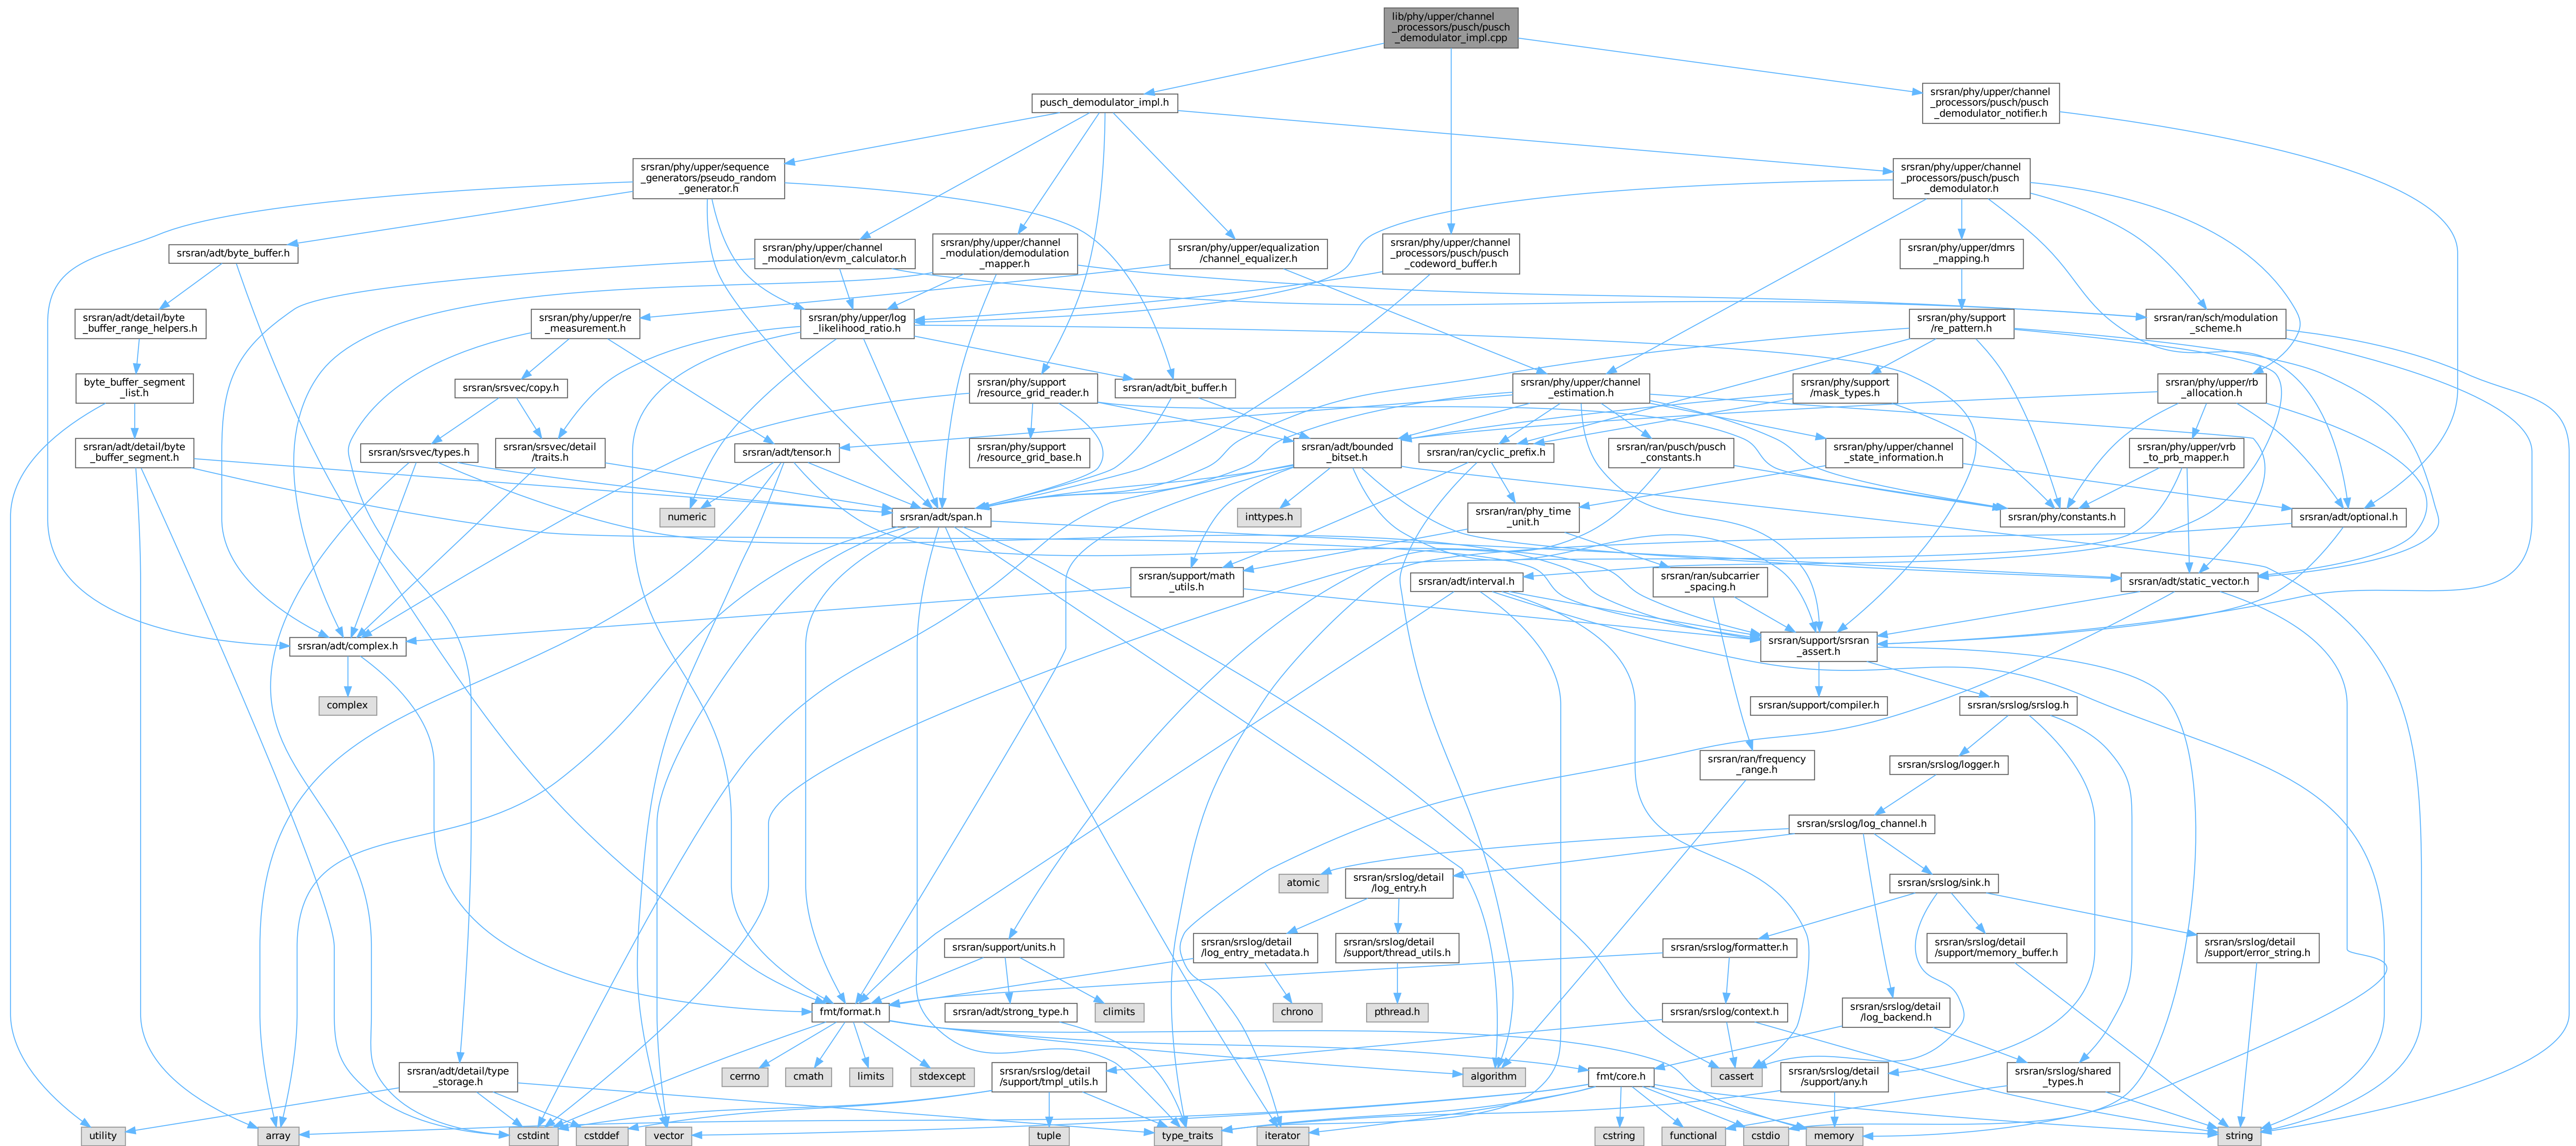 lib/phy/upper/channel
_processors/pusch/pusch
_demodulator_impl.cpp
pusch_demodulator_impl.h
srsran/phy/upper/channel
_processors/pusch/pusch
_demodulator_notifier.h
srsran/phy/upper/sequence
_generators/pseudo_random
_generator.h
srsran/phy/upper/channel
_processors/pusch/pusch
_demodulator.h
srsran/adt/byte_buffer.h
srsran/phy/upper/channel
_modulation/evm_calculator.h
srsran/phy/upper/channel
_modulation/demodulation
_mapper.h
srsran/phy/upper/equalization
/channel_equalizer.h
srsran/phy/upper/channel
_processors/pusch/pusch
_codeword_buffer.h
srsran/phy/upper/dmrs
_mapping.h
srsran/adt/detail/byte
_buffer_range_helpers.h
srsran/phy/upper/re
_measurement.h
srsran/phy/upper/log
_likelihood_ratio.h
srsran/phy/support
/re_pattern.h
srsran/ran/sch/modulation
_scheme.h
byte_buffer_segment
_list.h
srsran/srsvec/copy.h
srsran/phy/support
/resource_grid_reader.h
srsran/adt/bit_buffer.h
srsran/phy/upper/channel
_estimation.h
srsran/phy/support
/mask_types.h
srsran/phy/upper/rb
_allocation.h
srsran/adt/detail/byte
_buffer_segment.h
srsran/srsvec/types.h
srsran/srsvec/detail
/traits.h
srsran/adt/tensor.h
srsran/phy/support
/resource_grid_base.h
srsran/adt/bounded
_bitset.h
srsran/ran/cyclic_prefix.h
srsran/ran/pusch/pusch
_constants.h
srsran/phy/upper/channel
_state_information.h
srsran/phy/upper/vrb
_to_prb_mapper.h
numeric
srsran/adt/span.h
inttypes.h
srsran/ran/phy_time
_unit.h
srsran/phy/constants.h
srsran/adt/optional.h
srsran/support/math
_utils.h
srsran/adt/interval.h
srsran/ran/subcarrier
_spacing.h
srsran/adt/static_vector.h
srsran/adt/complex.h
srsran/support/srsran
_assert.h
complex
srsran/support/compiler.h
srsran/srslog/srslog.h
srsran/ran/frequency
_range.h
srsran/srslog/logger.h
srsran/srslog/log_channel.h
atomic
srsran/srslog/detail
/log_entry.h
srsran/srslog/sink.h
srsran/support/units.h
srsran/srslog/detail
/log_entry_metadata.h
srsran/srslog/detail
/support/thread_utils.h
srsran/srslog/formatter.h
srsran/srslog/detail
/support/memory_buffer.h
srsran/srslog/detail
/support/error_string.h
fmt/format.h
srsran/adt/strong_type.h
climits
chrono
pthread.h
srsran/srslog/context.h
srsran/srslog/detail
/log_backend.h
srsran/adt/detail/type
_storage.h
cerrno
cmath
limits
stdexcept
srsran/srslog/detail
/support/tmpl_utils.h
algorithm
fmt/core.h
cassert
srsran/srslog/detail
/support/any.h
srsran/srslog/shared
_types.h
utility
array
cstdint
cstddef
vector
tuple
type_traits
iterator
cstring
functional
cstdio
memory
string